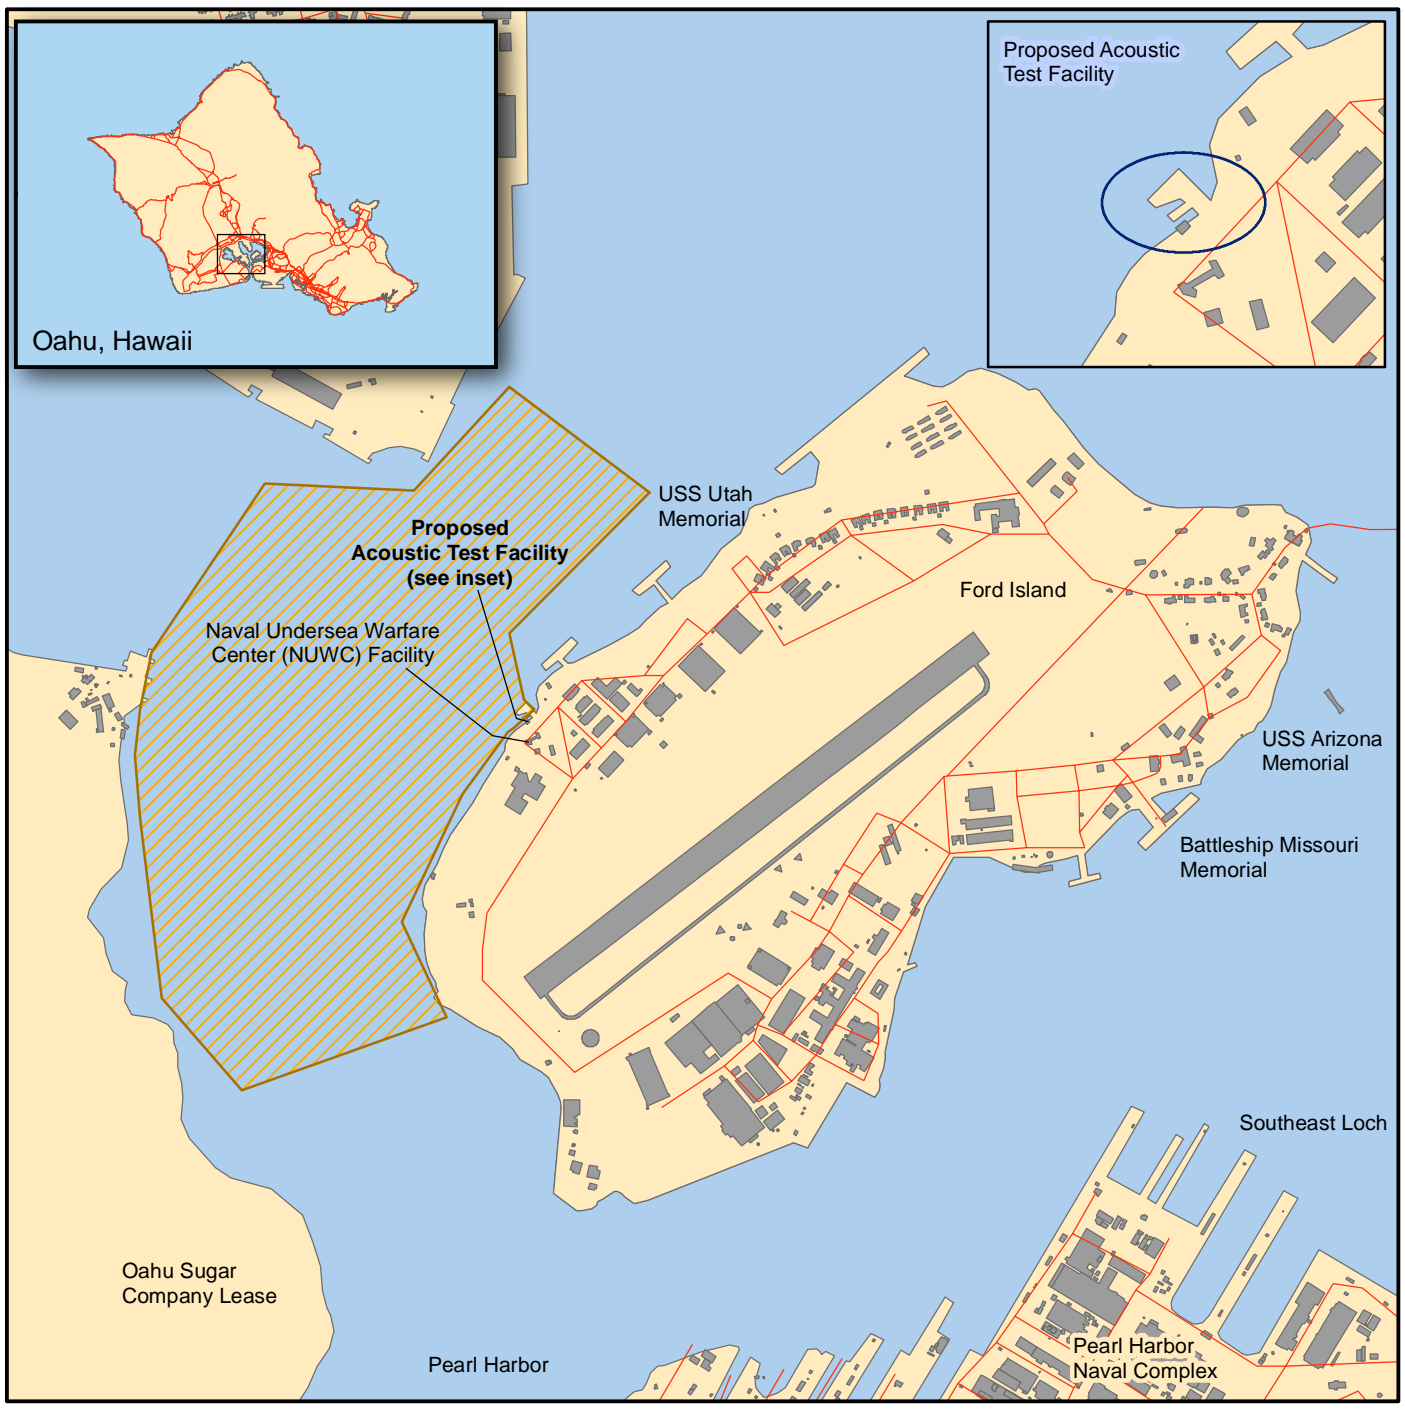 Proposed Acoustic
Test Facility
Oahu, Hawaii
USS Utah
Memorial
Proposed
Acoustic Test Facility
(see inset)
Ford Island
Naval Undersea Warfare
Center (NUWC) Facility
USS Arizona
Memorial
Battleship Missouri
Memorial
Southeast Loch
Oahu Sugar
Company Lease
Pearl Harbor
Pearl Harbor
Naval Complex